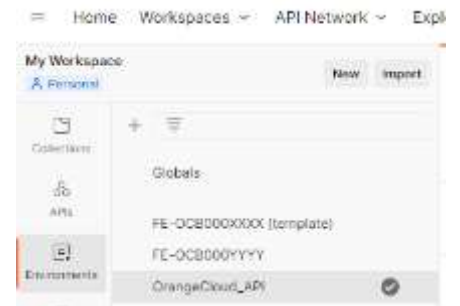 Home Workspaces API Network Expl
My Workspace
Personal
New Import
Collections
Globals
APIs
FE-OCB000XXXX (template)
FE-OCB000YYYY
Environments
OrangeCloud_API